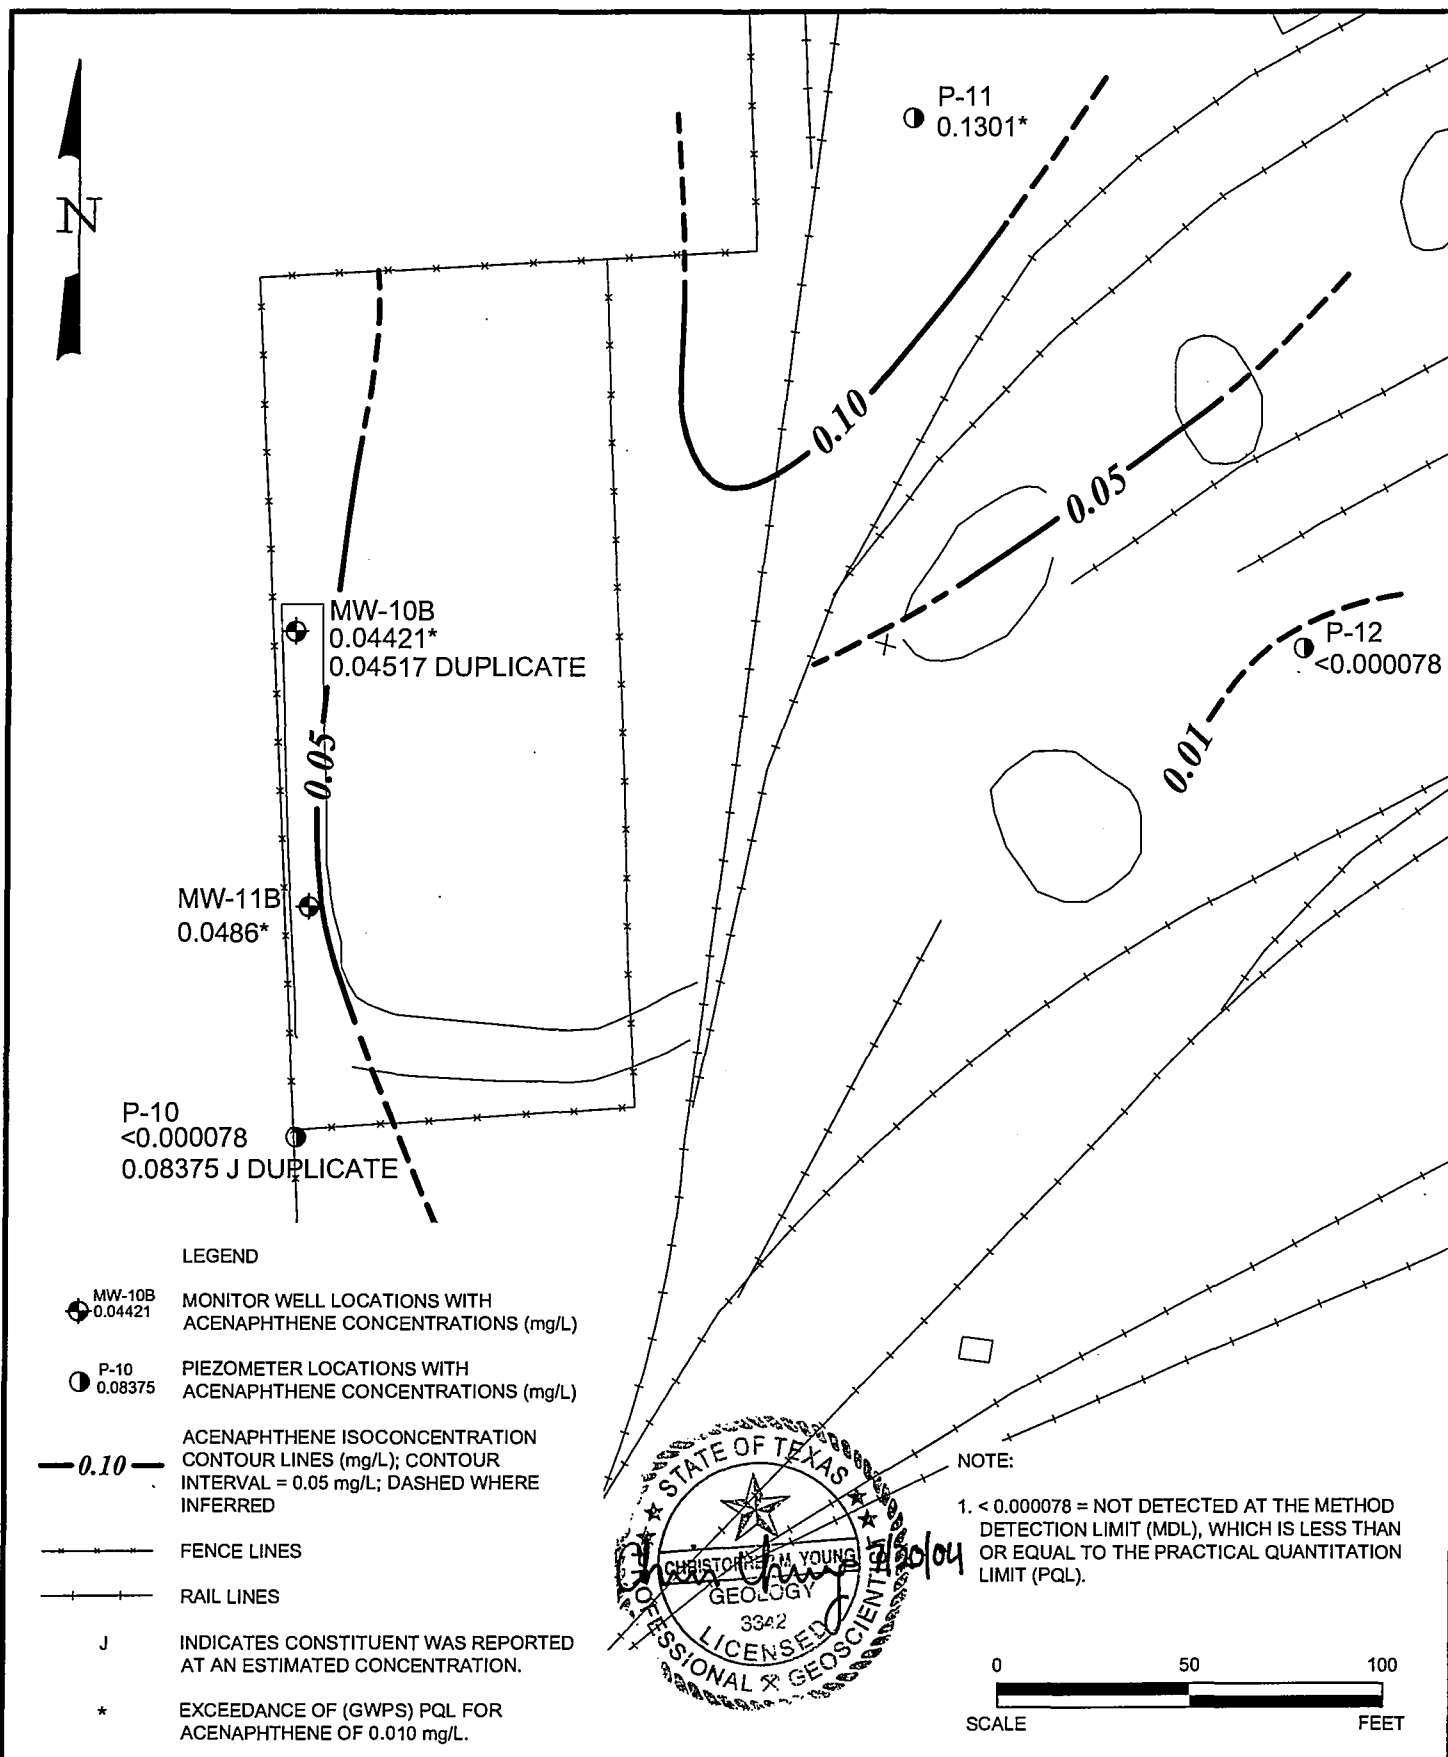 N
P-11
0.1301*
0.10
0.05
MW-10B
0.04421*
0.04517 DUPLICATE
P-12
<0.000078
0.05
0.01
MW-11B
0.0486*
P-10
<0.000078
0.08375 J DUPLICATE
LEGEND
MW-10B
0.04421
MONITOR WELL LOCATIONS WITH
ACENAPHTHENE CONCENTRATIONS (mg/L)
P-10
0.08375
PIEZOMETER LOCATIONS WITH
ACENAPHTHENE CONCENTRATIONS (mg/L)
0.10
ACENAPHTHENE ISOCONCENTRATION
CONTOUR LINES (mg/L); CONTOUR
INTERVAL = 0.05 mg/L; DASHED WHERE
INFERRED
FENCE LINES
RAIL LINES
J
INDICATES CONSTITUENT WAS REPORTED
AT AN ESTIMATED CONCENTRATION.
*
EXCEEDANCE OF (GWPS) PQL FOR
ACENAPHTHENE OF 0.010 mg/L.
STATE OF TEXAS
CHRISTOPHER M. YOUNG
GEOLOGY
3342
LICENSED
PROFESSIONAL GEOSCIENTIST
NOTE:
1. < 0.000078 = NOT DETECTED AT THE METHOD
DETECTION LIMIT (MDL), WHICH IS LESS THAN
OR EQUAL TO THE PRACTICAL QUANTITATION
LIMIT (PQL).
0 50 100
SCALE FEET